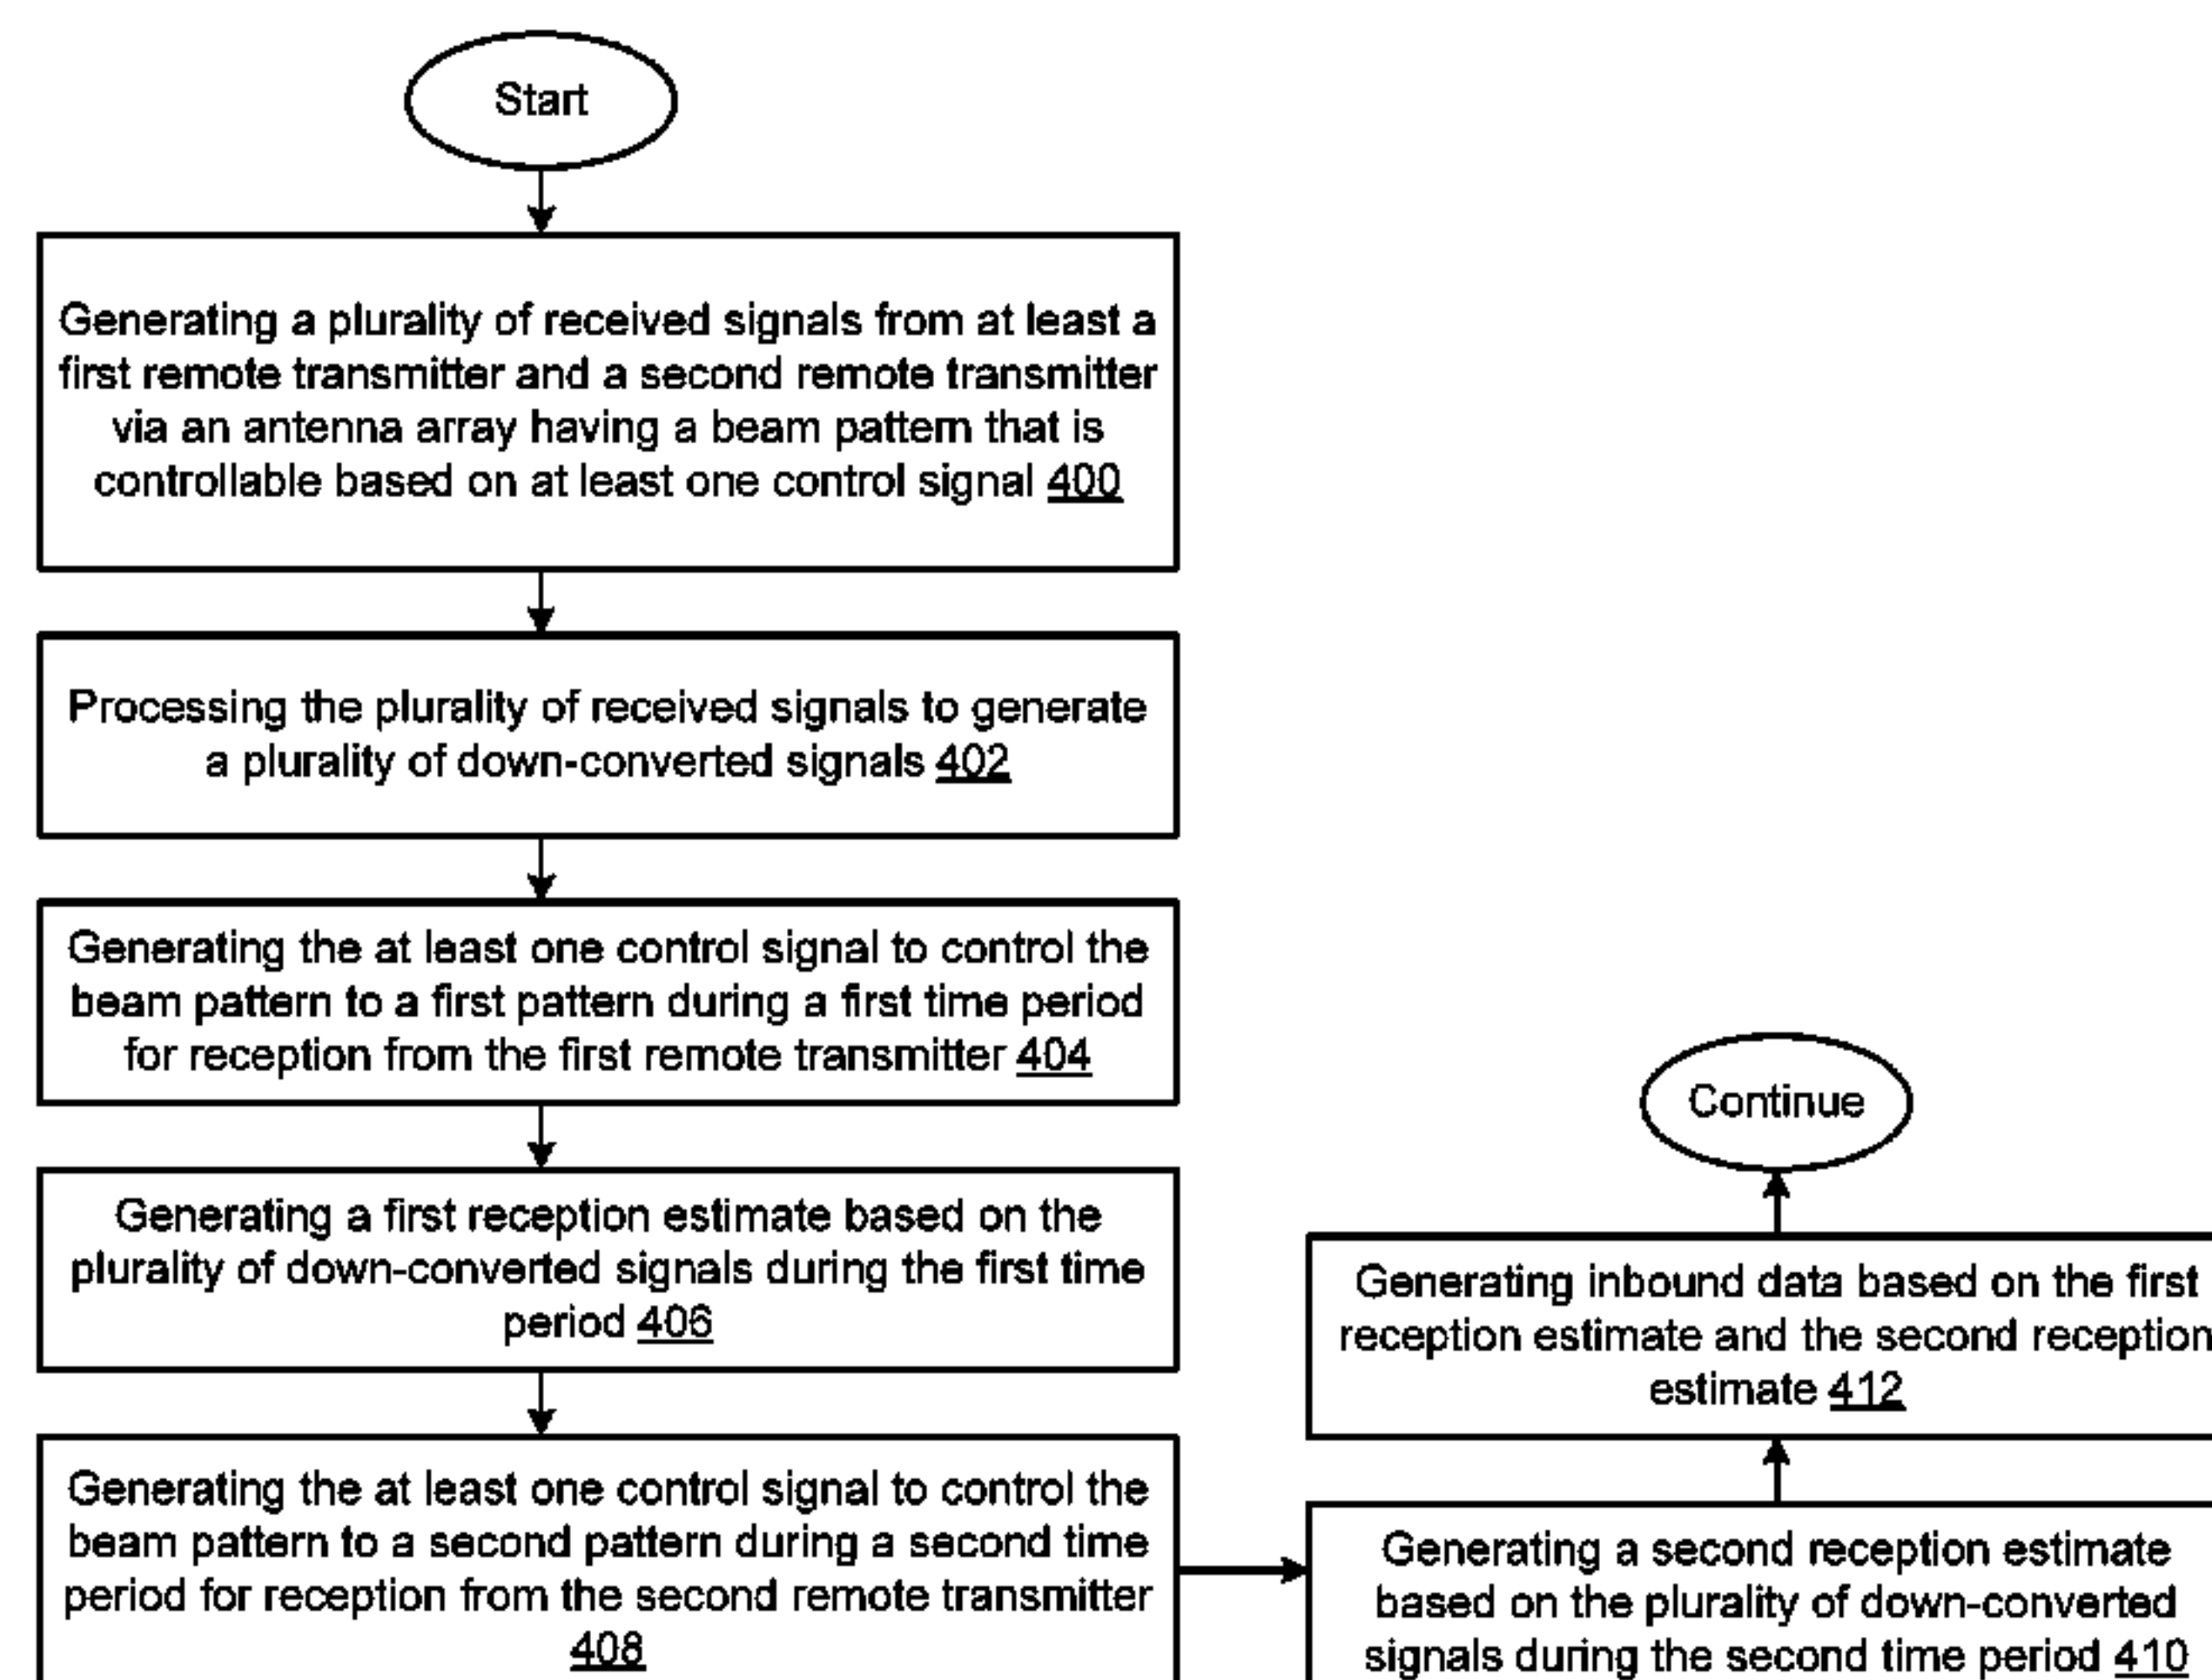 Start
Generating a plurality of received signals from at least a
first remote transmitter and a second remote transmitter
via an antenna array having a beam pattern that is
controllable based on at least one control signal 400
Processing the plurality of received signals to generate
a plurality of down-converted signals 402
Generating the at least one control signal to control the
beam pattern to a first pattern during a first time period
for reception from the first remote transmitter 404
Generating a first reception estimate based on the
plurality of down-converted signals during the first time
period 406
Generating the at least one control signal to control the
beam pattern to a second pattern during a second time
period for reception from the second remote transmitter
408
Generating a second reception estimate
based on the plurality of down-converted
signals during the second time period 410
Generating inbound data based on the first
reception estimate and the second reception
estimate 412
Continue